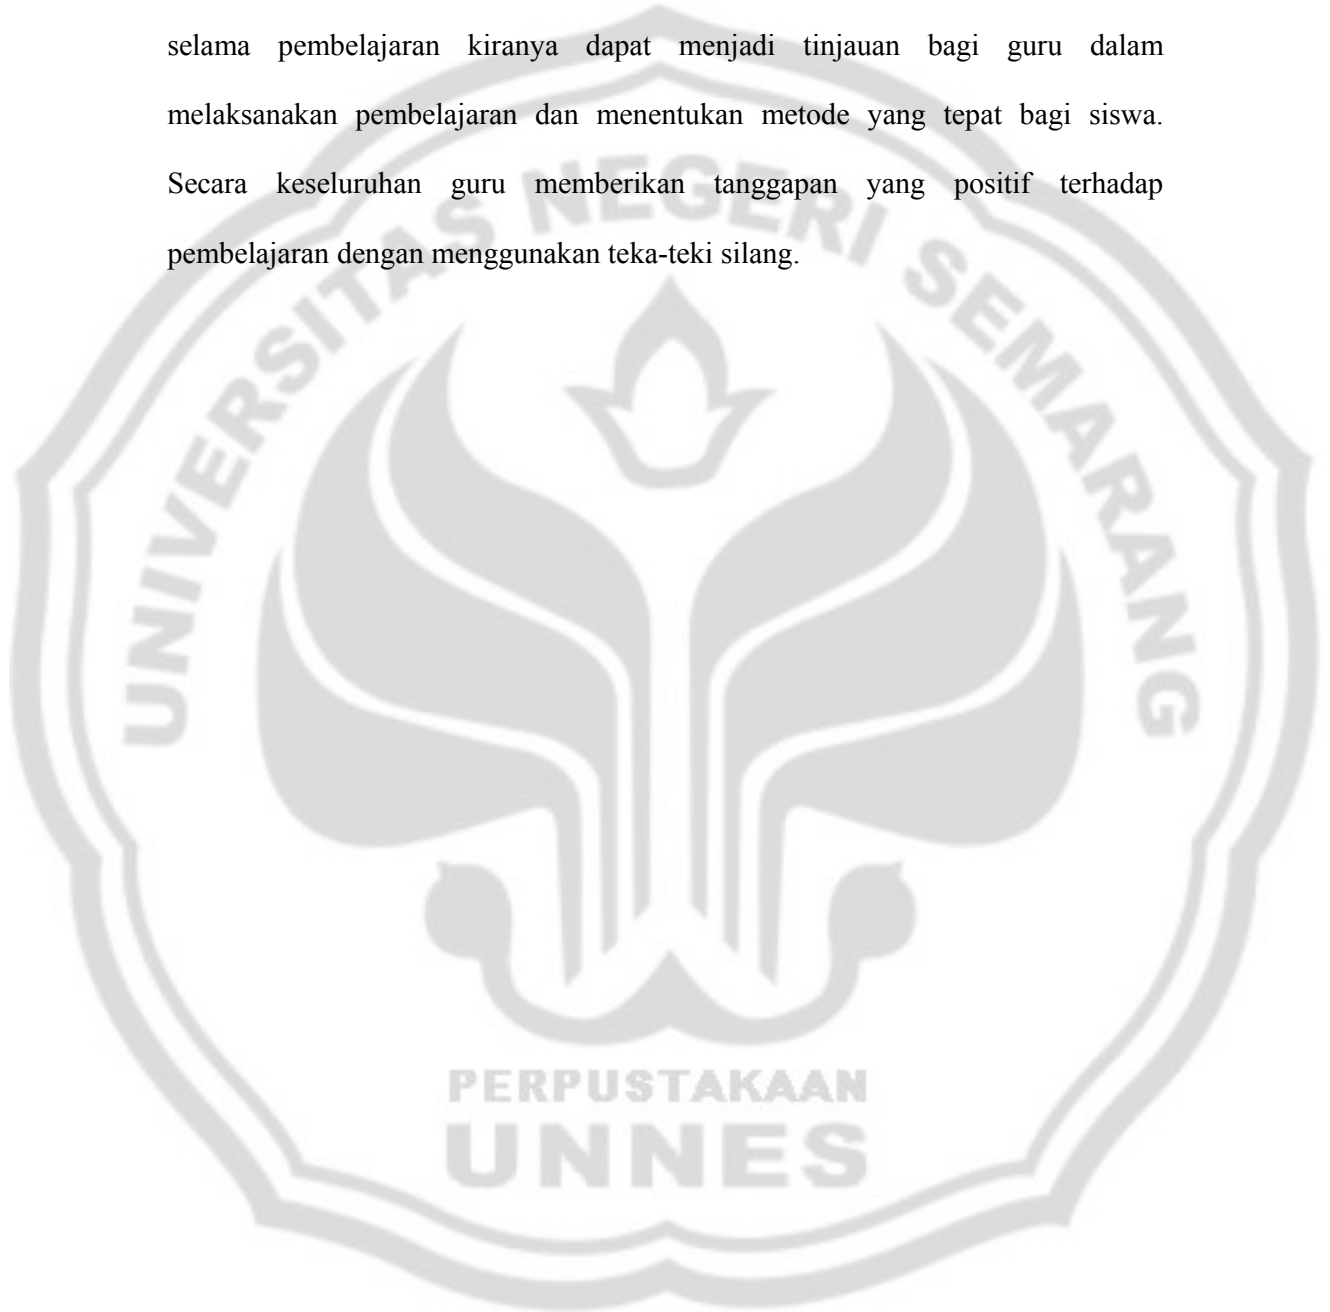 selama pembelajaran kiranya dapat menjadi tinjauan bagi guru dalam
melaksanakan pembelajaran dan menentukan metode yang tepat bagi siswa.
Secara keseluruhan guru memberikan tanggapan yang positif terhadap
pembelajaran dengan menggunakan teka-teki silang.
UNIVERSITAS NEGERI SEMARANG
PERPUSTAKAAN
UNNES